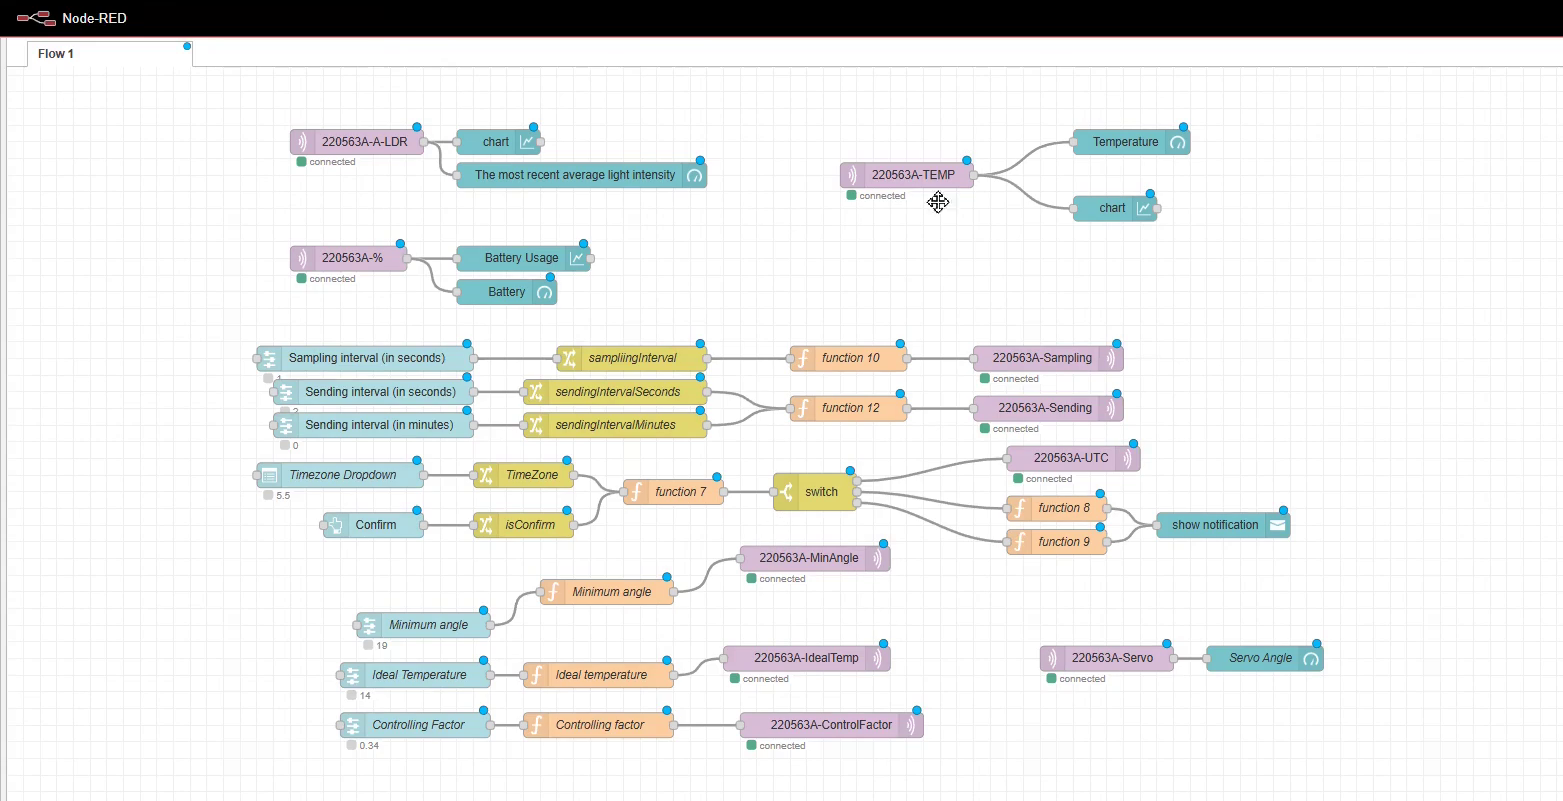 Node-RED
Flow 1
220563A-A-LDR
connected
chart
The most recent average light intensity
220563A-TEMP
connected
Temperature
chart
220563A-%
connected
Battery Usage
Battery
Sampling interval (in seconds)
sampliingInterval
function 10
220563A-Sampling
connected
Sending interval (in seconds)
sendingIntervalSeconds
function 12
220563A-Sending
connected
Sending interval (in minutes)
0
sendingIntervalMinutes
Timezone Dropdown
5.5
TimeZone
function 7
switch
220563A-UTC
connected
function 8
function 9
show notification
Confirm
isConfirm
220563A-MinAngle
connected
Minimum angle
Minimum angle
19
Ideal Temperature
14
Ideal temperature
220563A-IdealTemp
connected
220563A-Servo
connected
Servo Angle
Controlling Factor
0.34
Controlling factor
220563A-ControlFactor
connected